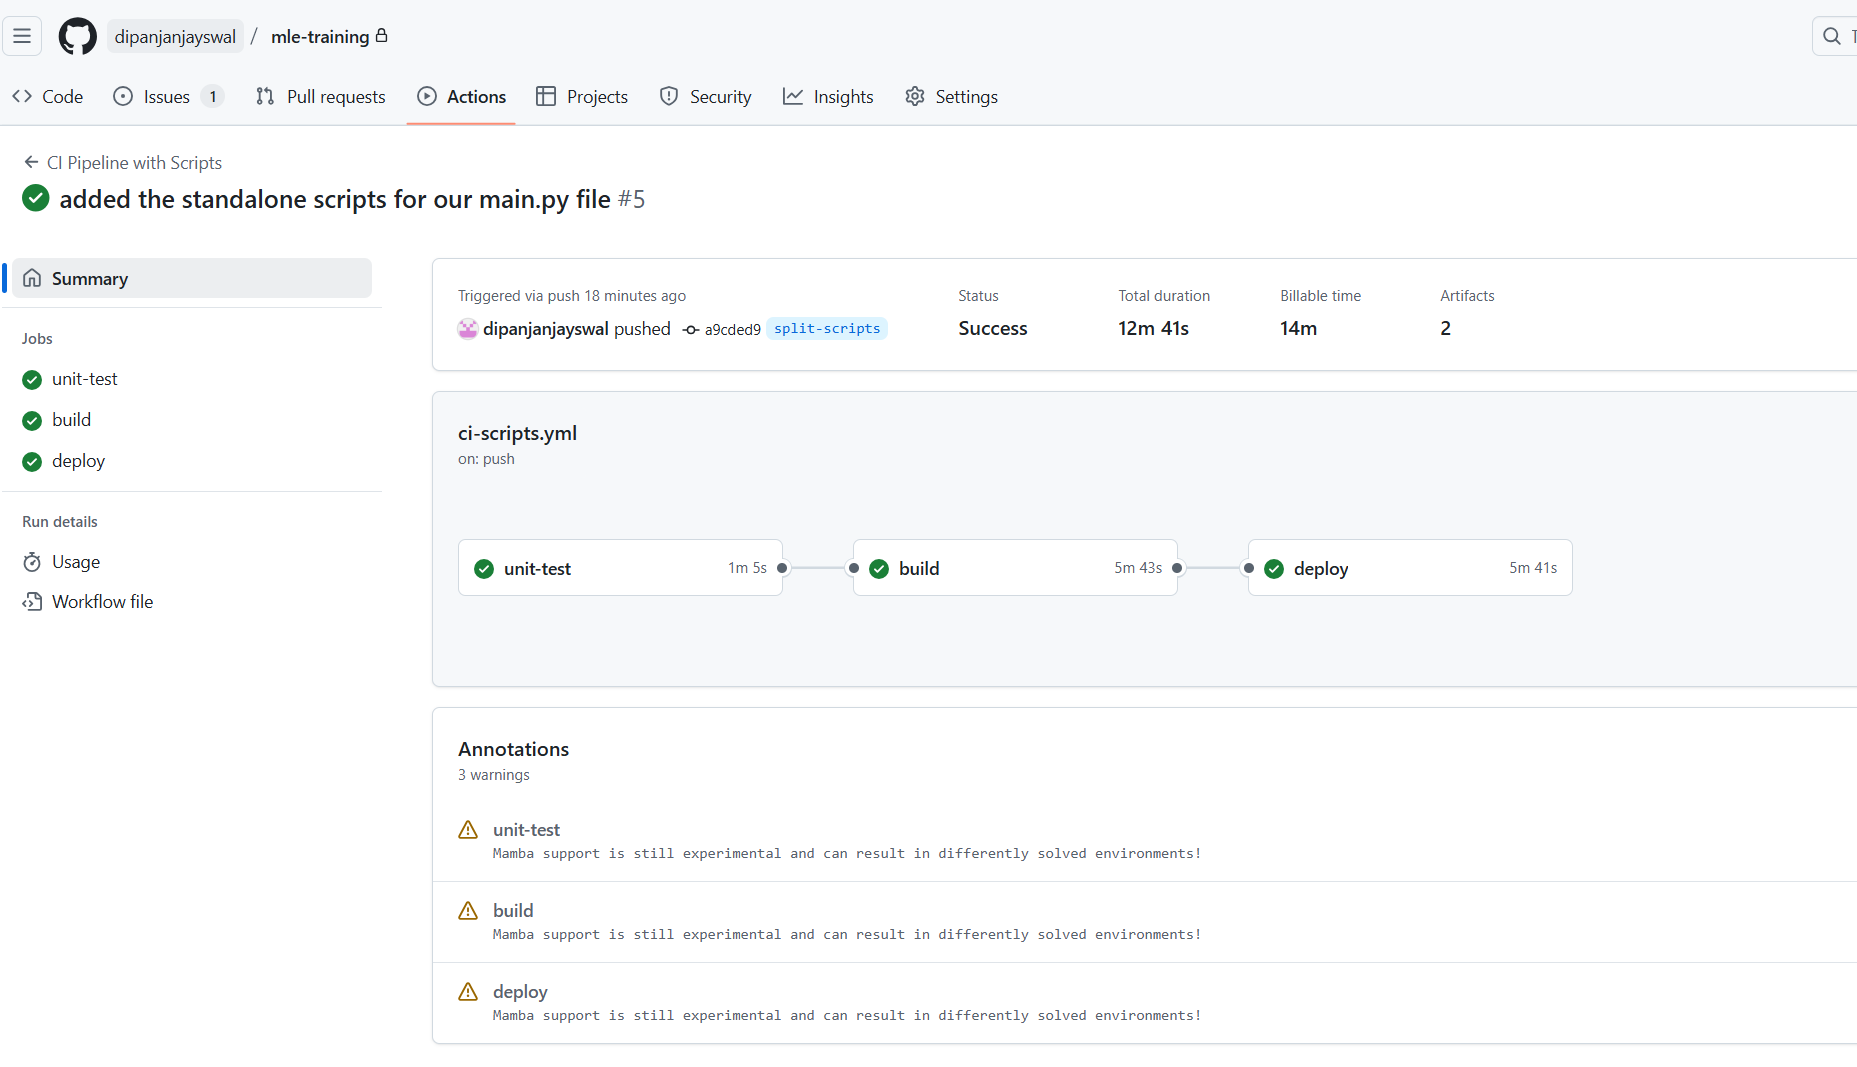 dipanjanjayswal / mle-training
Code Issues 1 Pull requests Actions Projects Security Insights Settings
CI Pipeline with Scripts
added the standalone scripts for our main.py file #5
Summary
Jobs
unit-test
build
deploy
Run details
Usage
Workflow file
Triggered via push 18 minutes ago
dipanjanjayswal pushed a9cded9 split-scripts
Status
Success
Total duration
12m 41s
Billable time
14m
Artifacts
2
ci-scripts.yml
on: push
unit-test 1m 5s
build 5m 43s
deploy 5m 41s
Annotations
3 warnings
unit-test
Mamba support is still experimental and can result in differently solved environments!
build
Mamba support is still experimental and can result in differently solved environments!
deploy
Mamba support is still experimental and can result in differently solved environments!